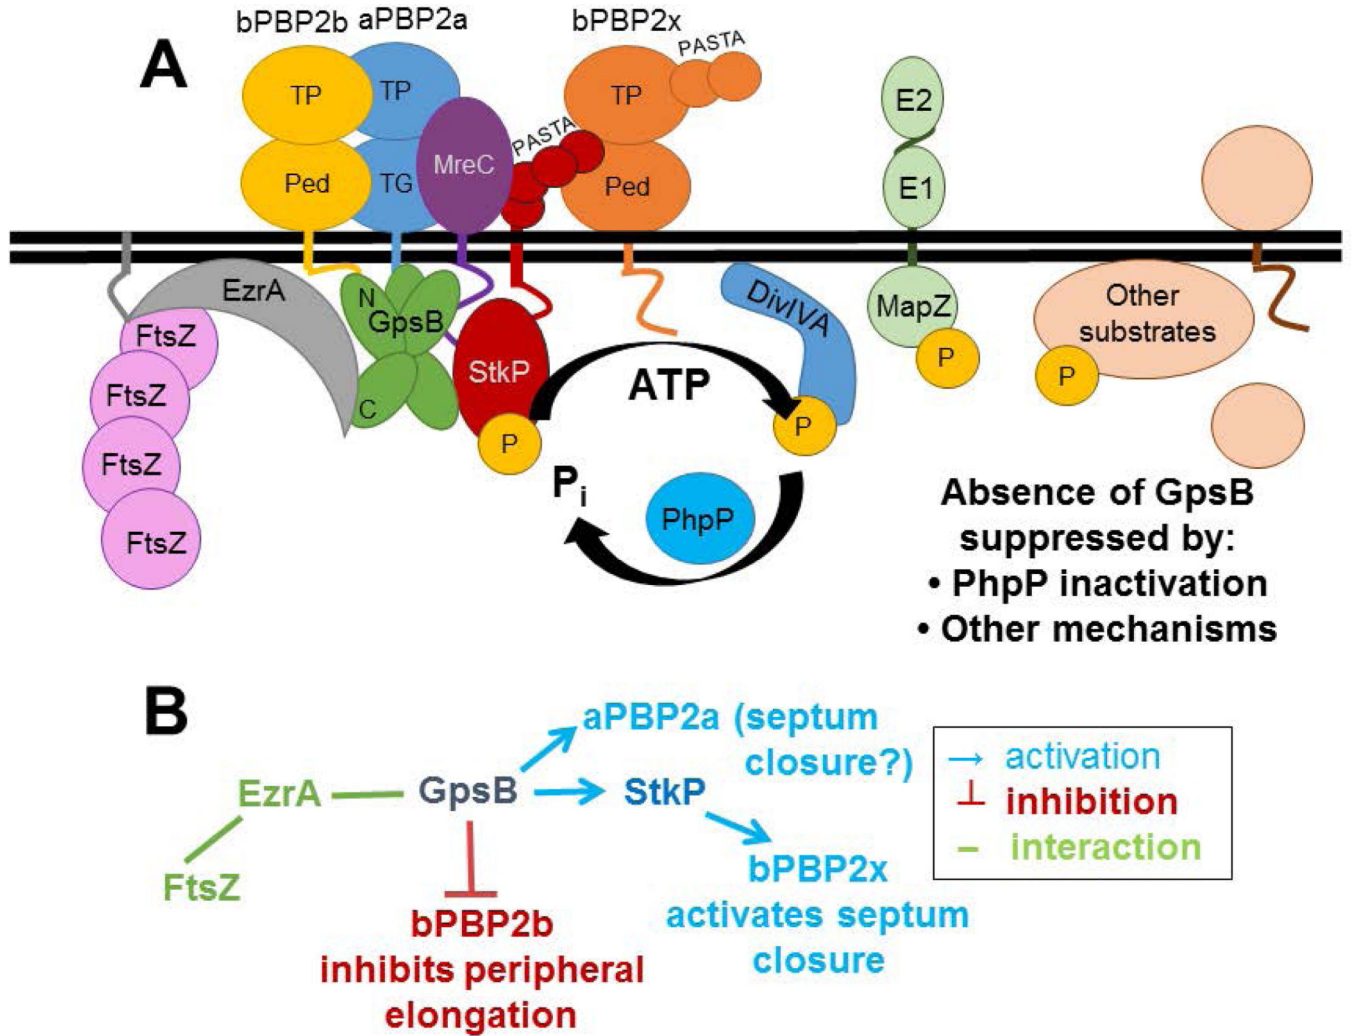 A
bPBP2b aPBP2a
bPBP2x
PASTA
TP
TP
TP
PASTA
MreC
Ped
TG
Ped
E2
E1
EzrA
N
GpsB
C
FtsZ
FtsZ
FtsZ
FtsZ
StkP
P
ATP
DivIVA
P
Pi
PhpP
MapZ
P
Other
substrates
P
Absence of GpsB
suppressed by:
• PhpP inactivation
• Other mechanisms
B
aPBP2a (septum
closure?)
EzrA
GpsB
StkP
FtsZ
bPBP2x
activates septum
closure
bPBP2b
inhibits peripheral
elongation
→ activation
⊥ inhibition
– interaction